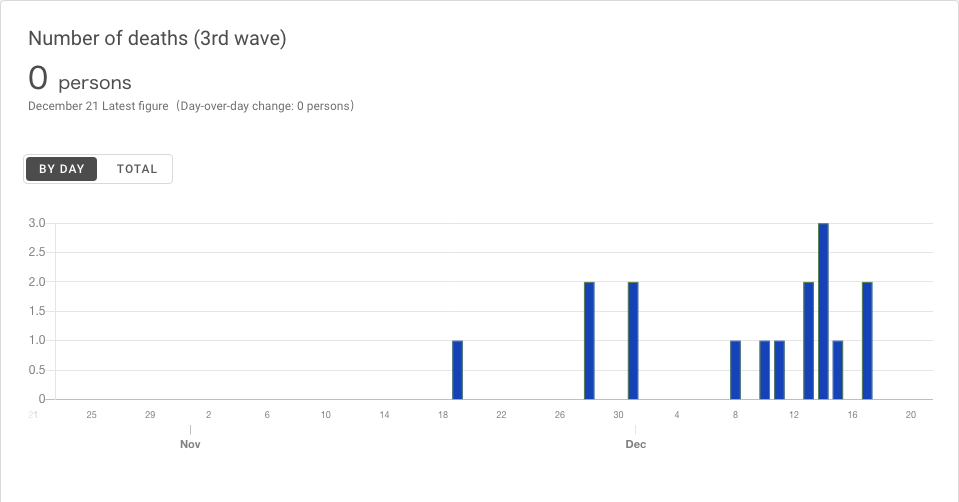 Number of deaths (3rd wave)
0 persons
December 21 Latest figure (Day-over-day change: 0 persons)
BY DAY TOTAL
3.0
2.5
2.0
1.5
1.0
0.5
0
21 25 29 2 6 10 14 18 22 26 30 4 8 12 16 20
Nov Dec